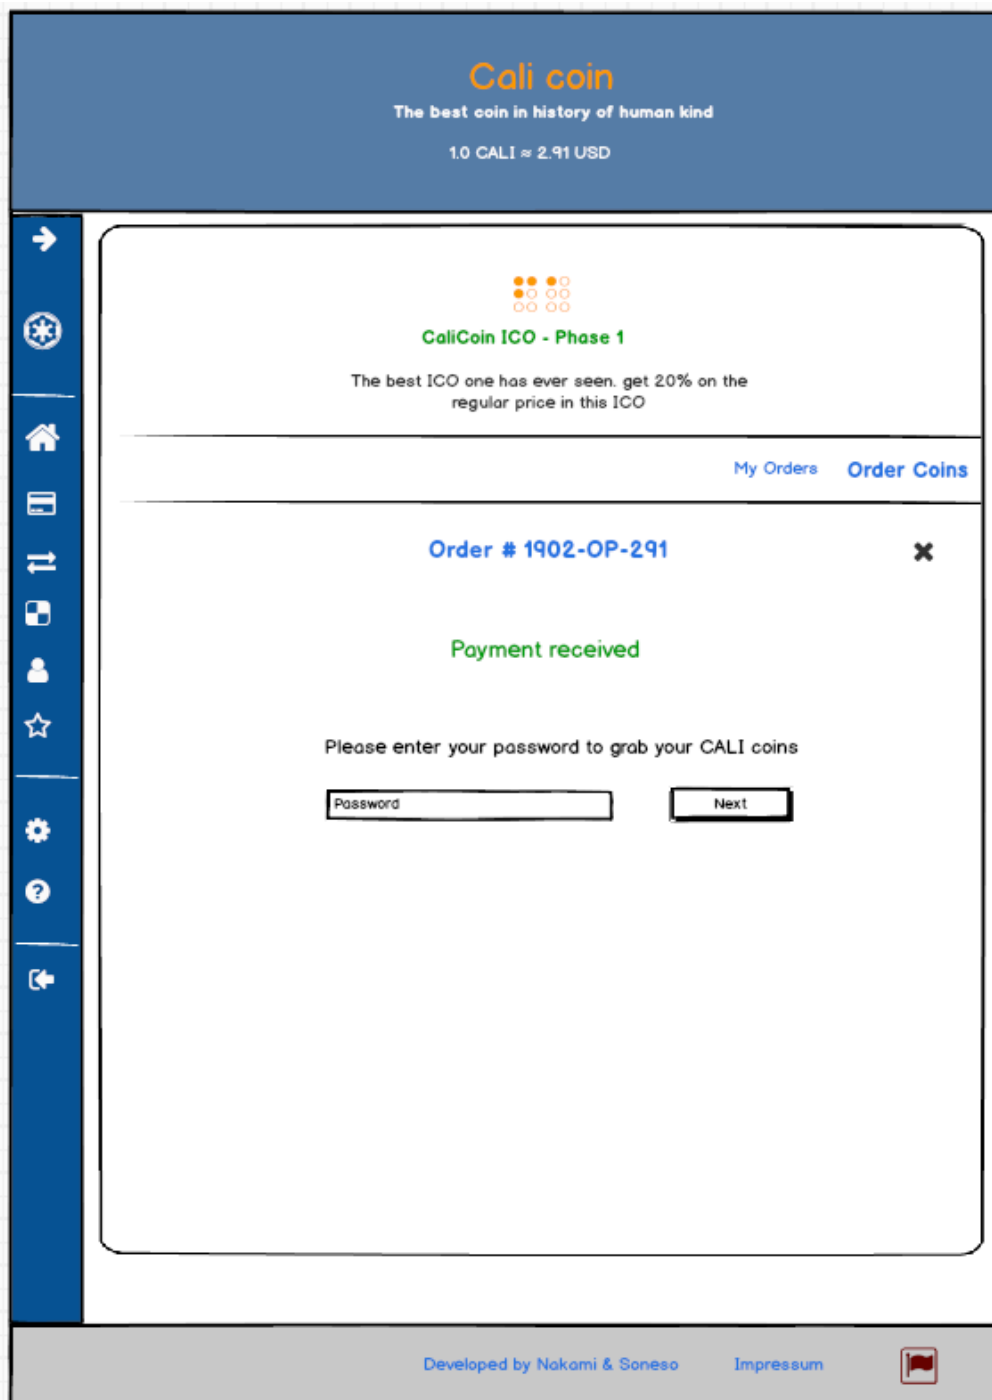 Cali coin
The best coin in history of human kind
1.0 CALI ≈ 2.91 USD
CaliCoin ICO - Phase 1
The best ICO one has ever seen. get 20% on the
regular price in this ICO
My Orders Order Coins
Order # 1902-OP-291
Payment received
Please enter your password to grab your CALI coins
Password Next
Developed by Nakami & Soneso Impressum